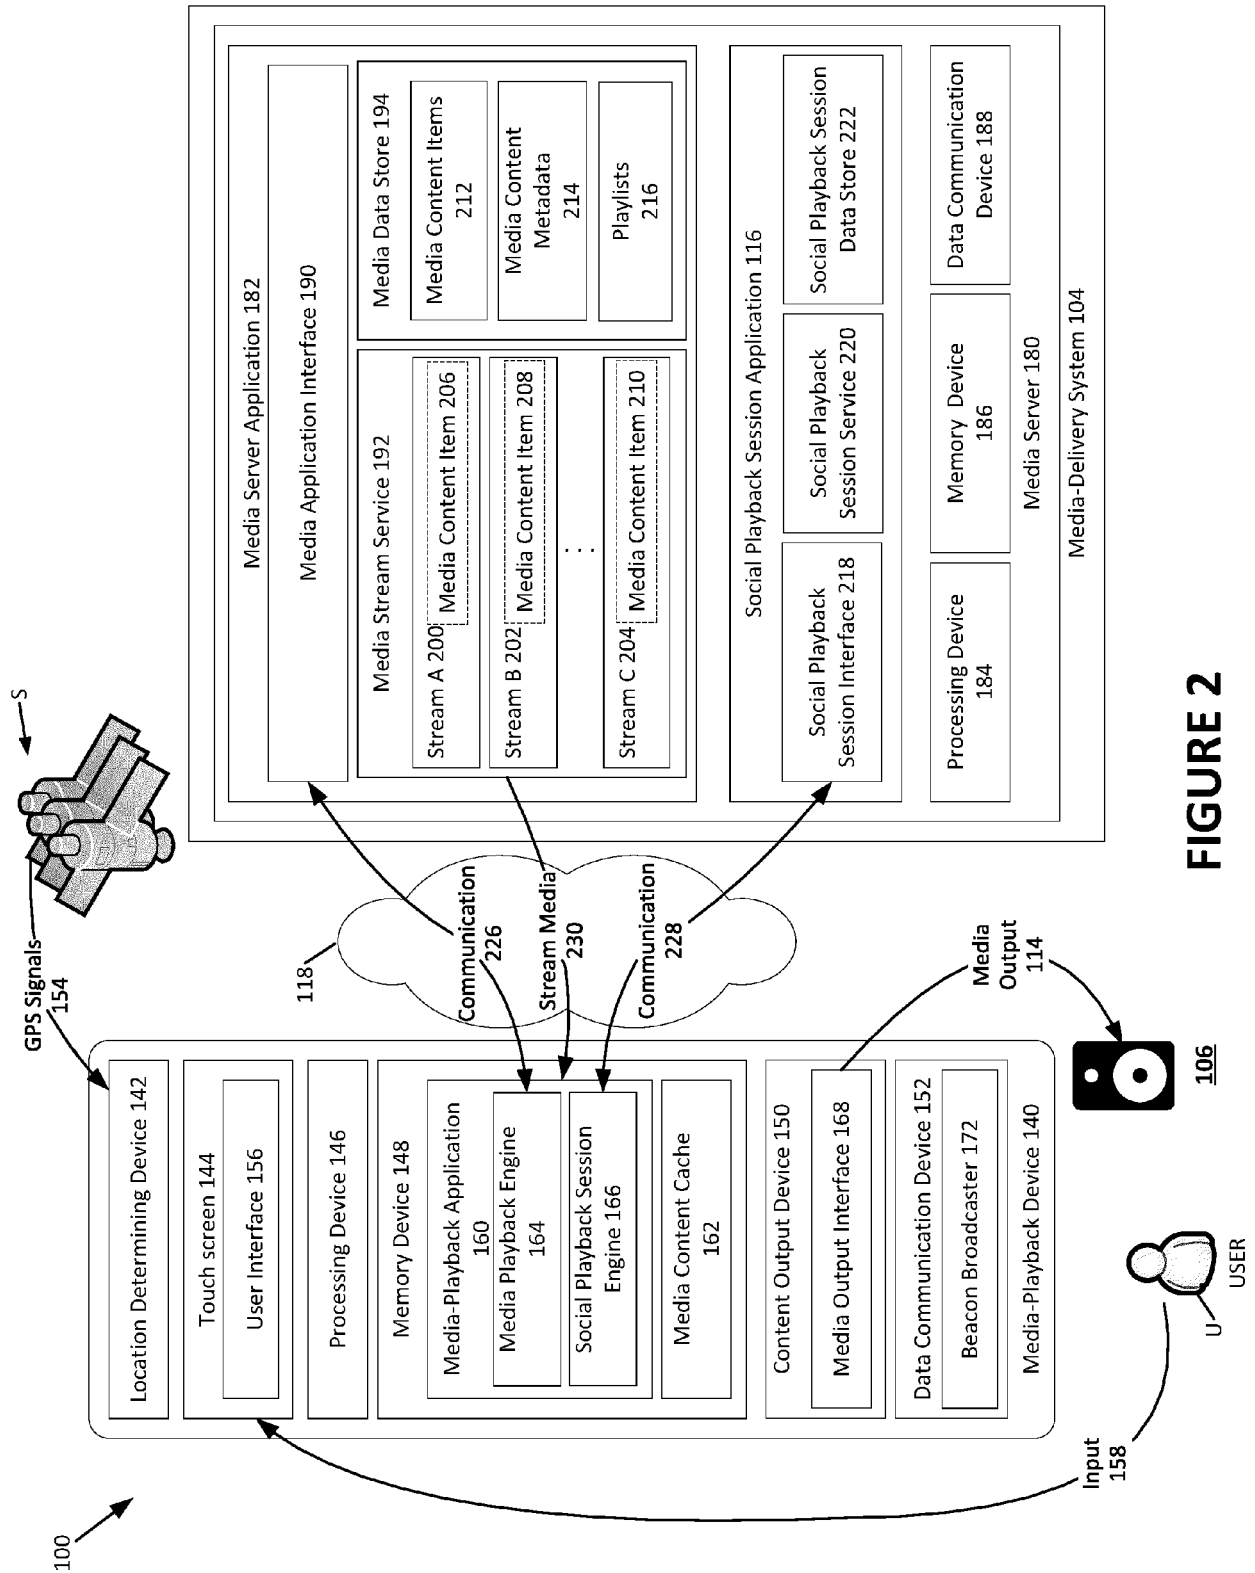 100
GPS Signals
154
S
Location Determining Device 142
Touch screen 144
User Interface 156
Processing Device 146
Memory Device 148
Media-Playback Application
160
Media Playback Engine
164
Social Playback Session
Engine 166
Media Content Cache
162
Content Output Device 150
Media Output Interface 168
Data Communication Device 152
Beacon Broadcaster 172
Media-Playback Device 140
Input
158
U
USER
118
Communication
226
Stream Media
230
Communication
228
Media
Output
114
106
Media Server Application 182
Media Application Interface 190
Media Stream Service 192
Stream A 200
Media Content Item 206
Stream B 202
Media Content Item 208
. . .
Stream C 204
Media Content Item 210
Media Data Store 194
Media Content Items
212
Media Content
Metadata
214
Playlists
216
Social Playback Session Application 116
Social Playback
Session Interface 218
Social Playback
Session Service 220
Social Playback Session
Data Store 222
Processing Device
184
Memory Device
186
Data Communication
Device 188
Media Server 180
Media-Delivery System 104
FIGURE 2